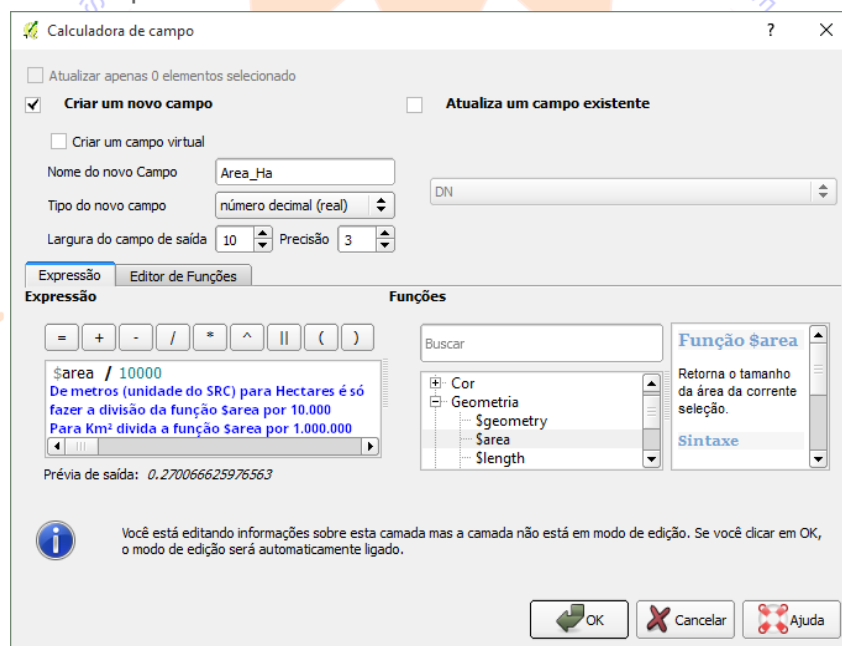 Calculadora de campo
?
Atualizar apenas 0 elementos selecionado
Criar um novo campo
Atualiza um campo existente
Criar um campo virtual
Nome do novo Campo
Area_Ha
DN
Tipo do novo campo
número decimal (real)
Largura do campo de saída
10
Precisão
3
Expressão
Editor de Funções
Expressão
Funções
= + - / * ^ || ( )
Buscar
$area / 10000
De metros (unidade do SRC) para Hectares é só
fazer a divisão da função $area por 10.000
Para Km² divida a função $area por 1.000.000
Cor
Geometria
$geometry
$area
$length
Função $area
Retorna o tamanho
da área da corrente
seleção.
Sintaxe
Prévia de saída: 0.270066625976563
Você está editando informações sobre esta camada mas a camada não está em modo de edição. Se você clicar em OK,
o modo de edição será automaticamente ligado.
OK
Cancelar
Ajuda